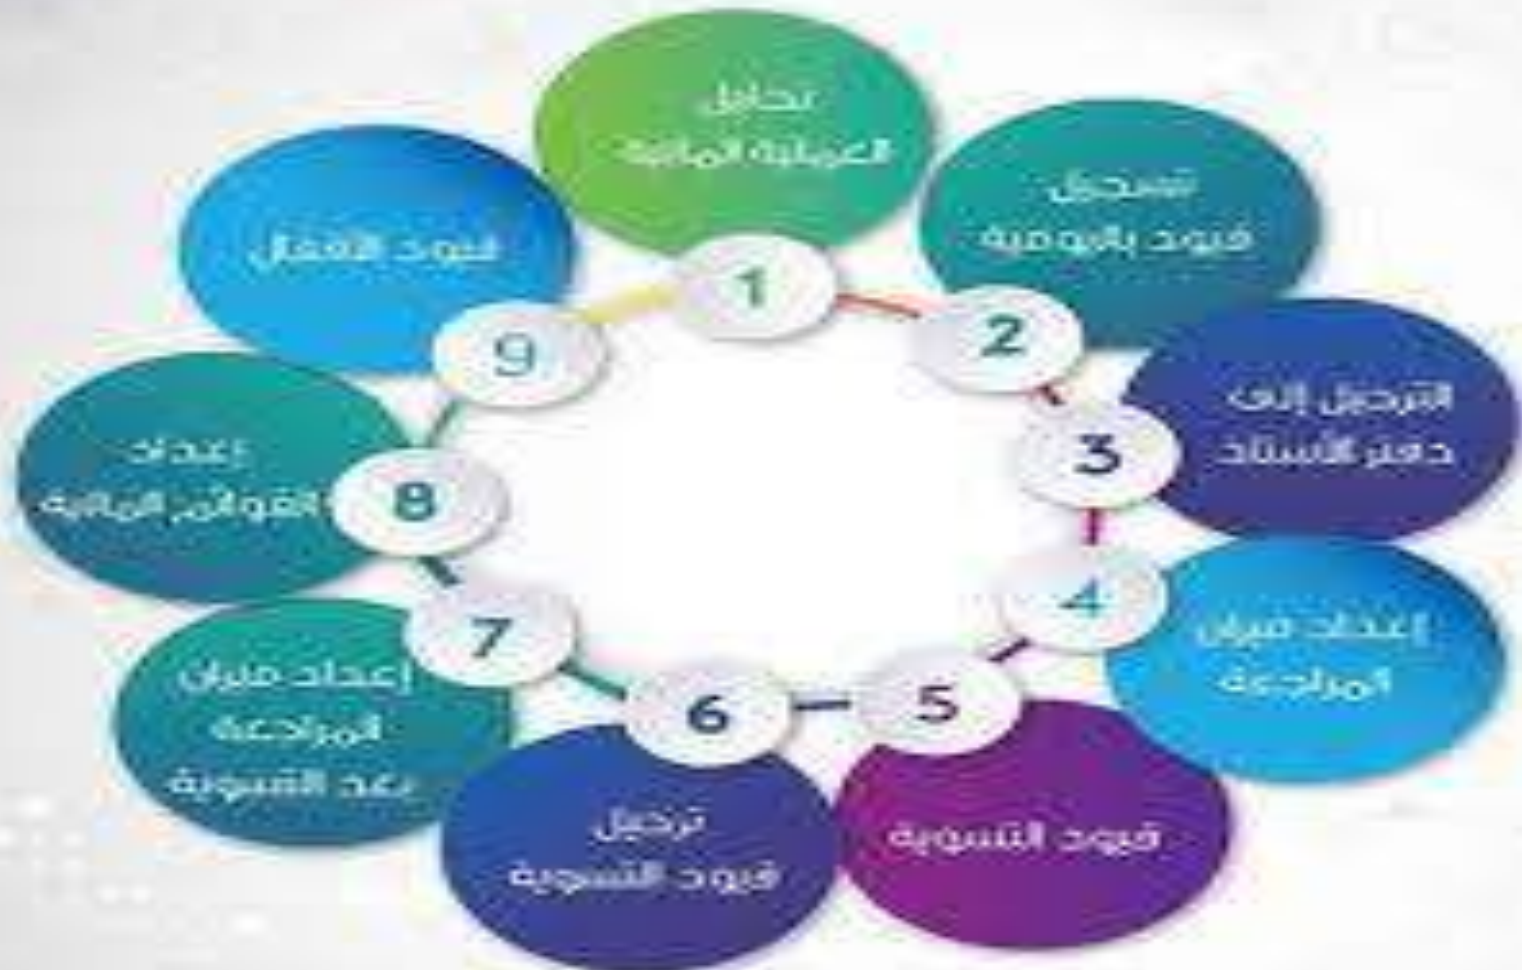 1
تحليل
العملية المالية
2
تسجيل
قيود باليومية
3
الترحيل إلى
دفتر الأستاذ
4
إعداد ميزان
المراجعة
5
قيود التسوية
6
ترحيل
قيود التسوية
7
إعداد ميزان
المراجعة
بعد التسوية
8
إعداد
القوائم المالية
9
قيود الأقفال